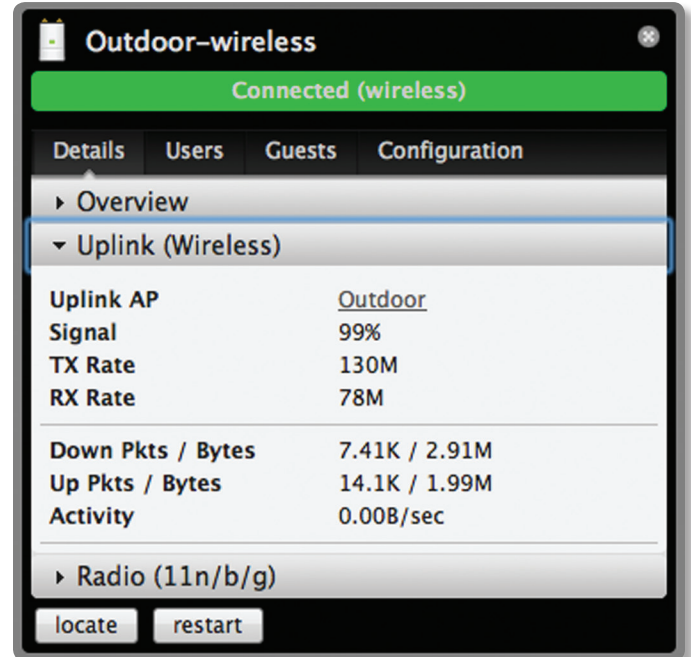 Outdoor-wireless
Connected (wireless)
Details Users Guests Configuration
Overview
Uplink (Wireless)
Uplink AP Outdoor
Signal 99%
TX Rate 130M
RX Rate 78M
Down Pkts / Bytes 7.41K / 2.91M
Up Pkts / Bytes 14.1K / 1.99M
Activity 0.00B/sec
Radio (11n/b/g)
locate restart